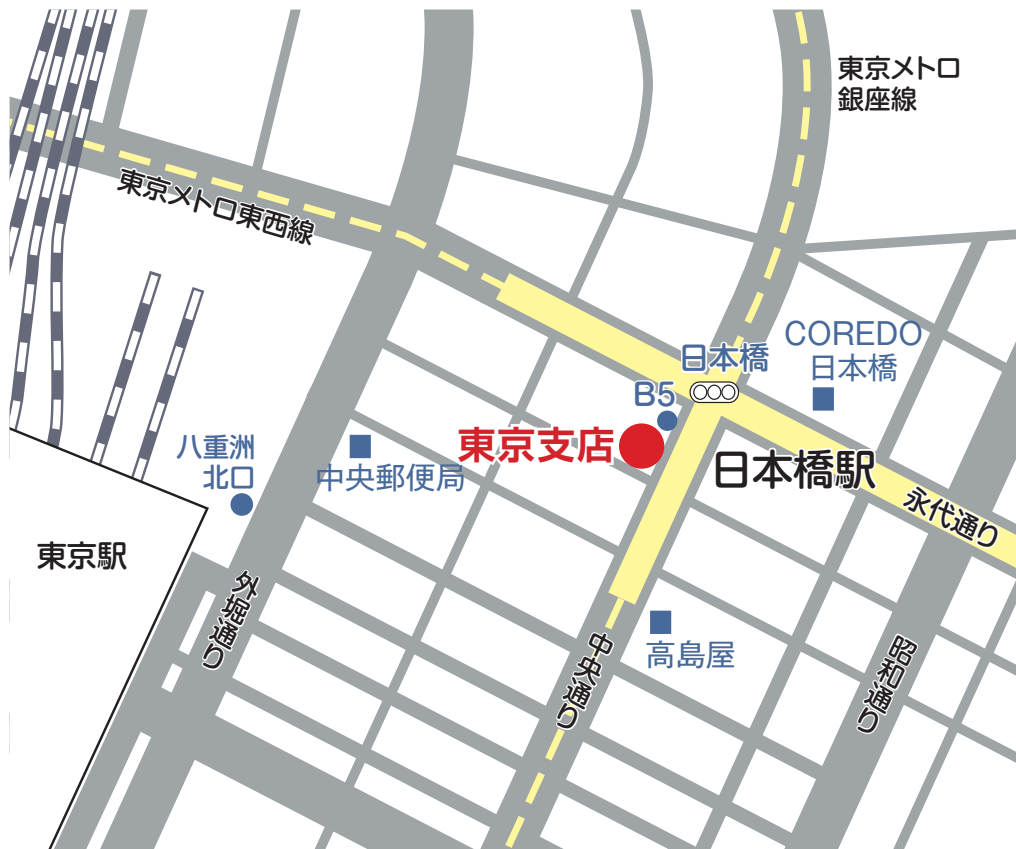 東京メトロ
銀座線
東京メトロ東西線
COREDO
日本橋
日本橋
B5
東京支店
日本橋駅
八重洲
北口
中央郵便局
永代通り
東京駅
外堀通り
中央通り
高島屋
昭和通り